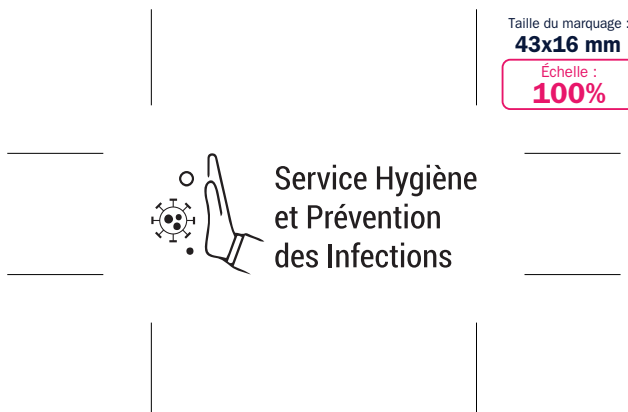 Taille du marquage :
43x16 mm
Échelle :
100%
Service Hygiène
et Prévention
des Infections